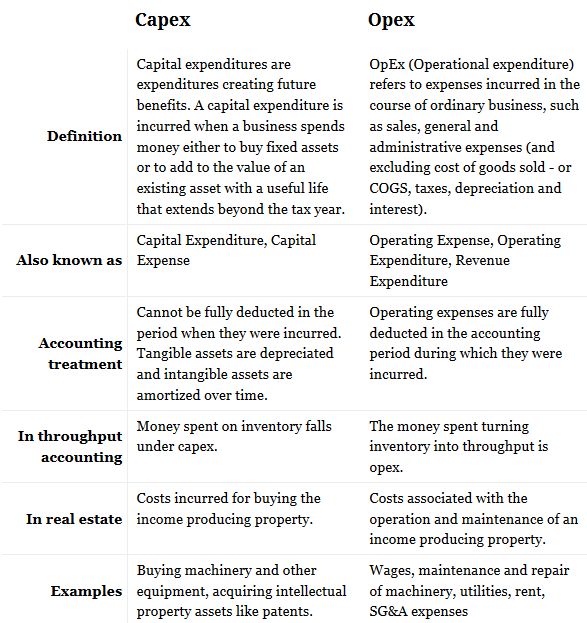 Capex Opex
Definition
Capital expenditures are
expenditures creating future
benefits. A capital expenditure is
incurred when a business spends
money either to buy fixed assets
or to add to the value of an
existing asset with a useful life
that extends beyond the tax year.
OpEx (Operational expenditure)
refers to expenses incurred in the
course of ordinary business, such
as sales, general and
administrative expenses (and
excluding cost of goods sold - or
COGS, taxes, depreciation and
interest).
Also known as
Capital Expenditure, Capital
Expense
Operating Expense, Operating
Expenditure, Revenue
Expenditure
Accounting
treatment
Cannot be fully deducted in the
period when they were incurred.
Tangible assets are depreciated
and intangible assets are
amortized over time.
Operating expenses are fully
deducted in the accounting
period during which they were
incurred.
In throughput
accounting
Money spent on inventory falls
under capex.
The money spent turning
inventory into throughput is
opex.
In real estate
Costs incurred for buying the
income producing property.
Costs associated with the
operation and maintenance of an
income producing property.
Examples
Buying machinery and other
equipment, acquiring intellectual
property assets like patents.
Wages, maintenance and repair
of machinery, utilities, rent,
SG&A expenses